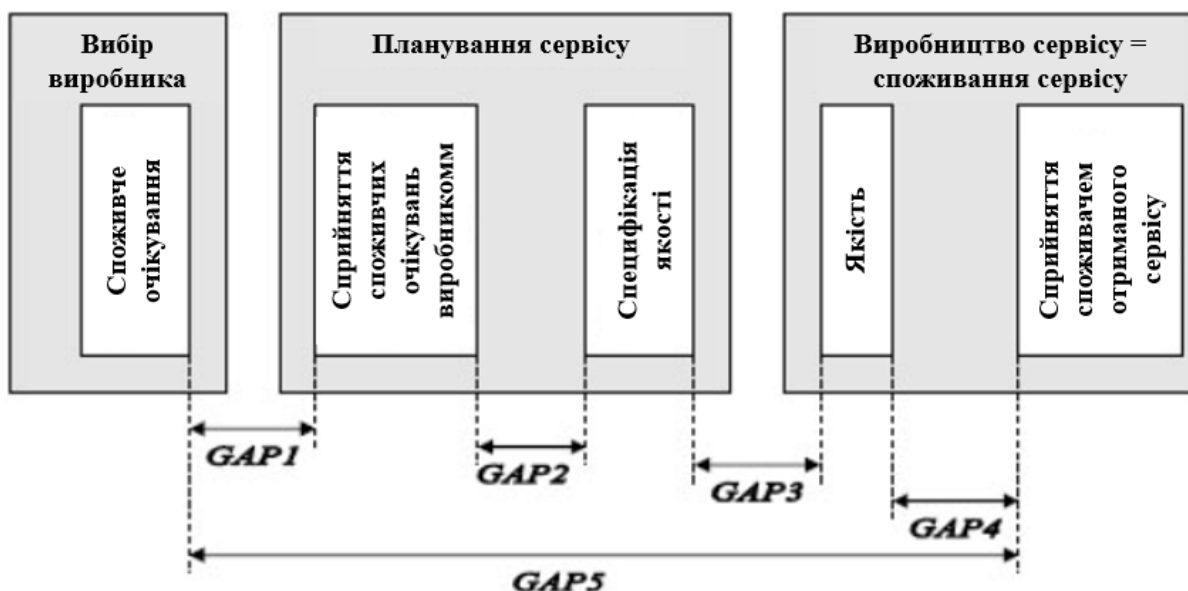 Вибір
виробника
Споживче
очікування
Планування сервісу
Сприйняття
споживчих
очікувань
виробникомм
Специфікація
якості
Виробництво сервісу =
споживання сервісу
Якість
Сприйняття
споживачем
отриманого
сервісу
GAP1
GAP2
GAP3
GAP4
GAP5